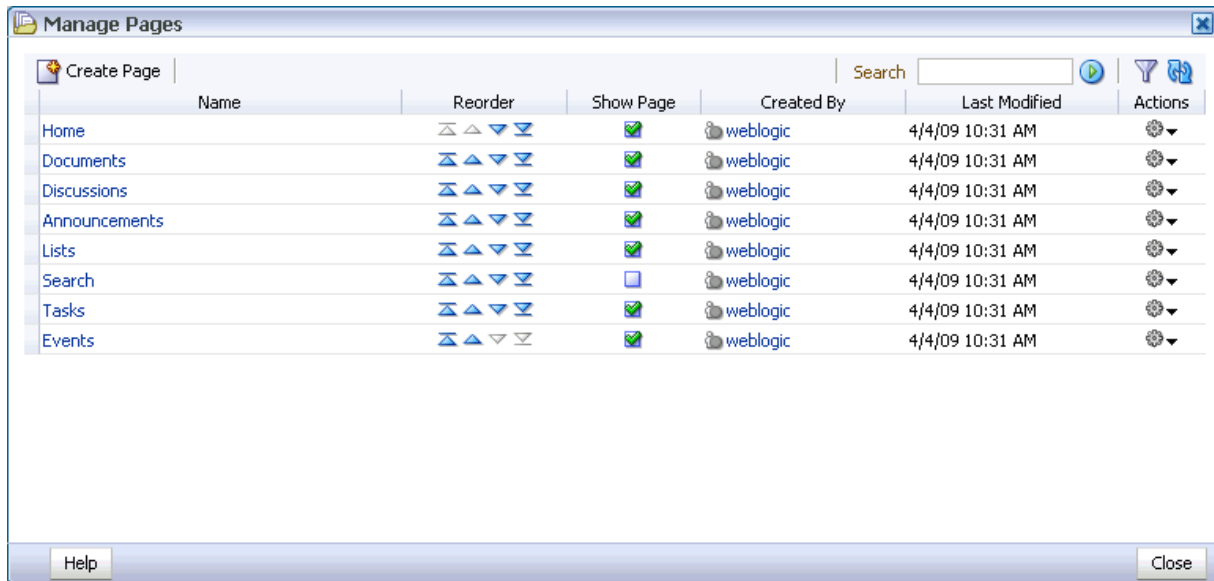 Manage Pages
Create Page Search
Name Reorder Show Page Created By Last Modified Actions
Home weblogic 4/4/09 10:31 AM
Documents weblogic 4/4/09 10:31 AM
Discussions weblogic 4/4/09 10:31 AM
Announcements weblogic 4/4/09 10:31 AM
Lists weblogic 4/4/09 10:31 AM
Search weblogic 4/4/09 10:31 AM
Tasks weblogic 4/4/09 10:31 AM
Events weblogic 4/4/09 10:31 AM
Help Close